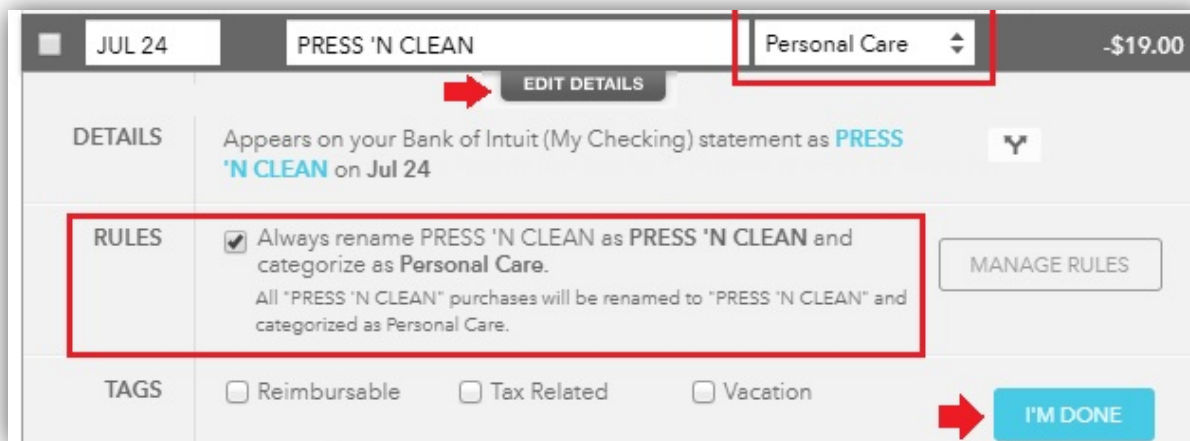 JUL 24 PRESS 'N CLEAN Personal Care -$19.00
EDIT DETAILS
DETAILS Appears on your Bank of Intuit (My Checking) statement as PRESS
'N CLEAN on Jul 24
RULES Always rename PRESS 'N CLEAN as PRESS 'N CLEAN and
categorize as Personal Care.
MANAGE RULES
All "PRESS 'N CLEAN" purchases will be renamed to "PRESS 'N CLEAN" and
categorized as Personal Care.
TAGS Reimbursable Tax Related Vacation
I'M DONE